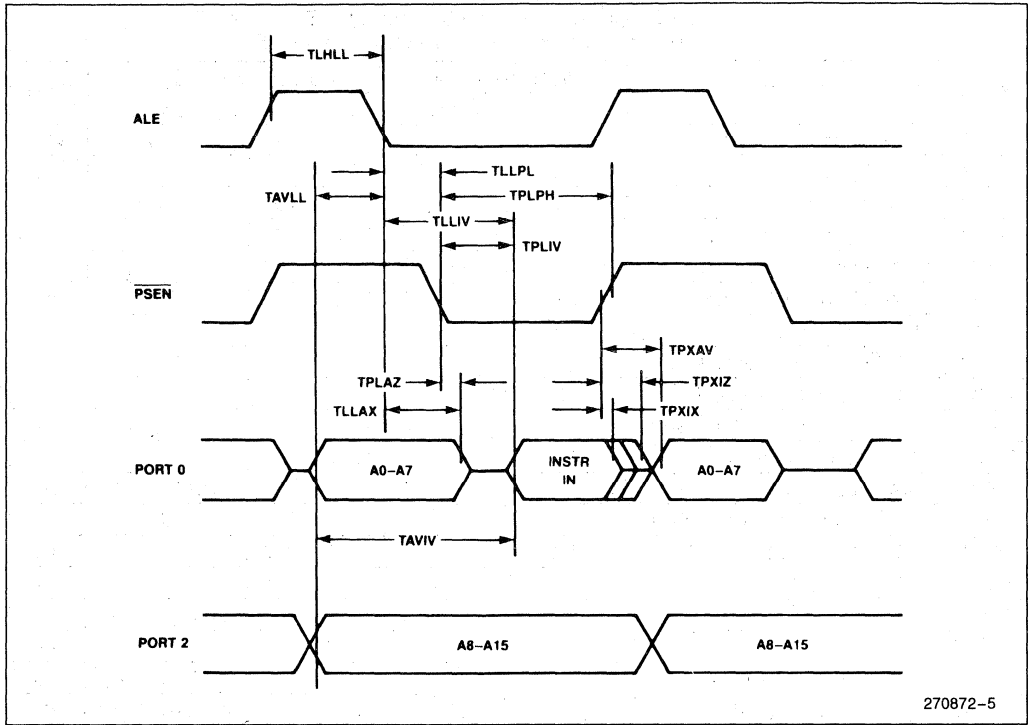 TLHLL
ALE
TLLPL
TAVLL
TPLPH
TLLIV
TPLIV
PSEN
TPXAV
TPLAZ
TPXIZ
TLLAX
TPXIX
PORT 0
A0–A7
INSTR
IN
A0–A7
TAVIV
PORT 2
A8–A15
A8–A15
270872–5